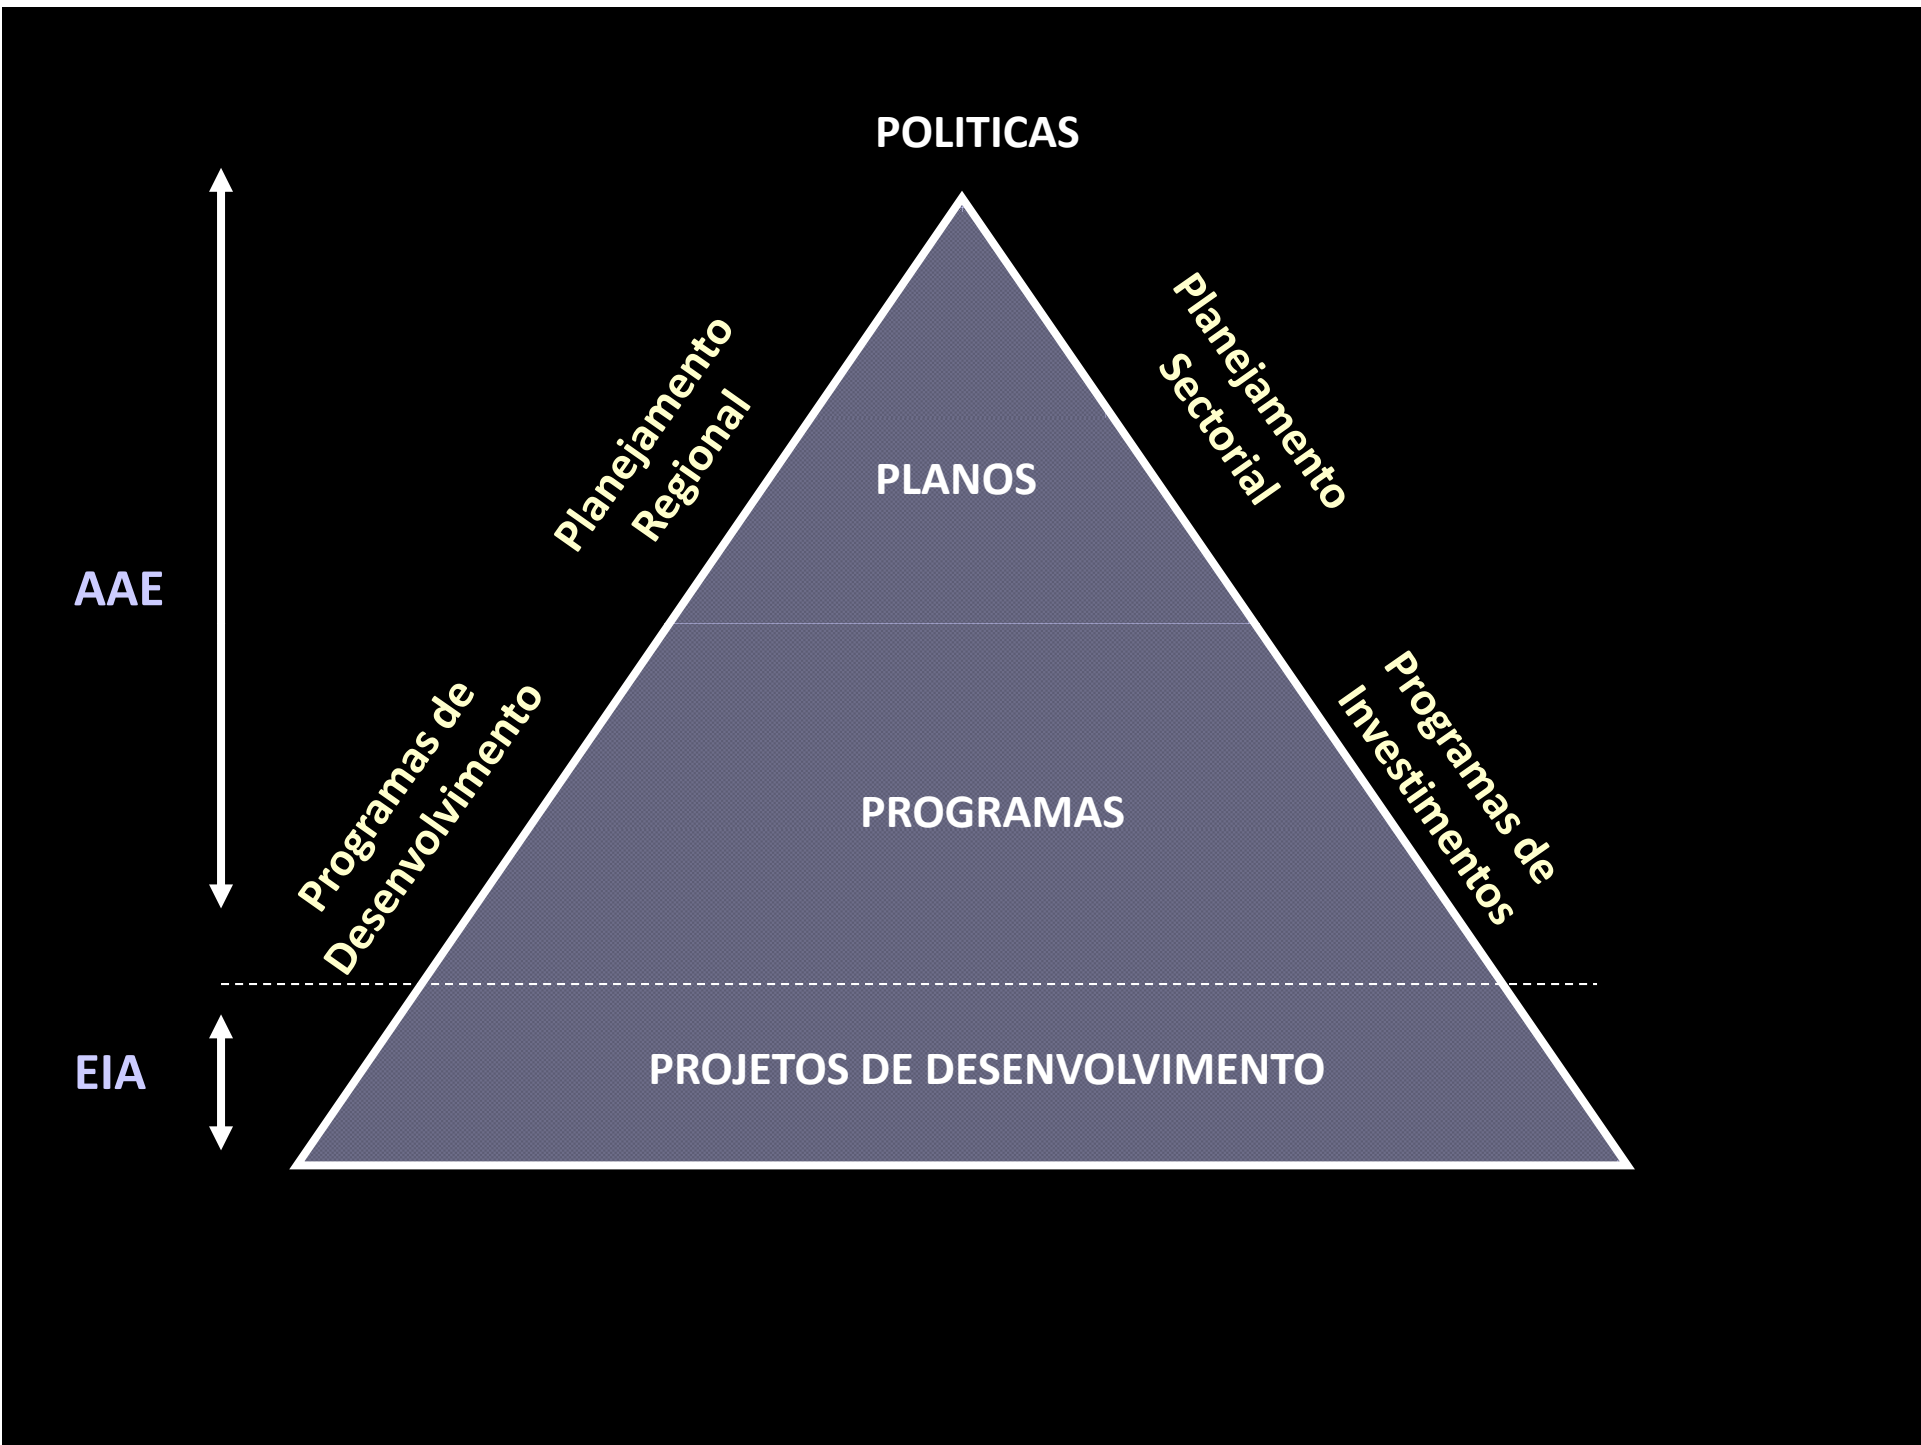 POLITICAS
Planejamento
Regional
Planejamento
Sectorial
PLANOS
AAE
Programas de
Desenvolvimento
Programas de
Investimentos
PROGRAMAS
EIA
PROJETOS DE DESENVOLVIMENTO